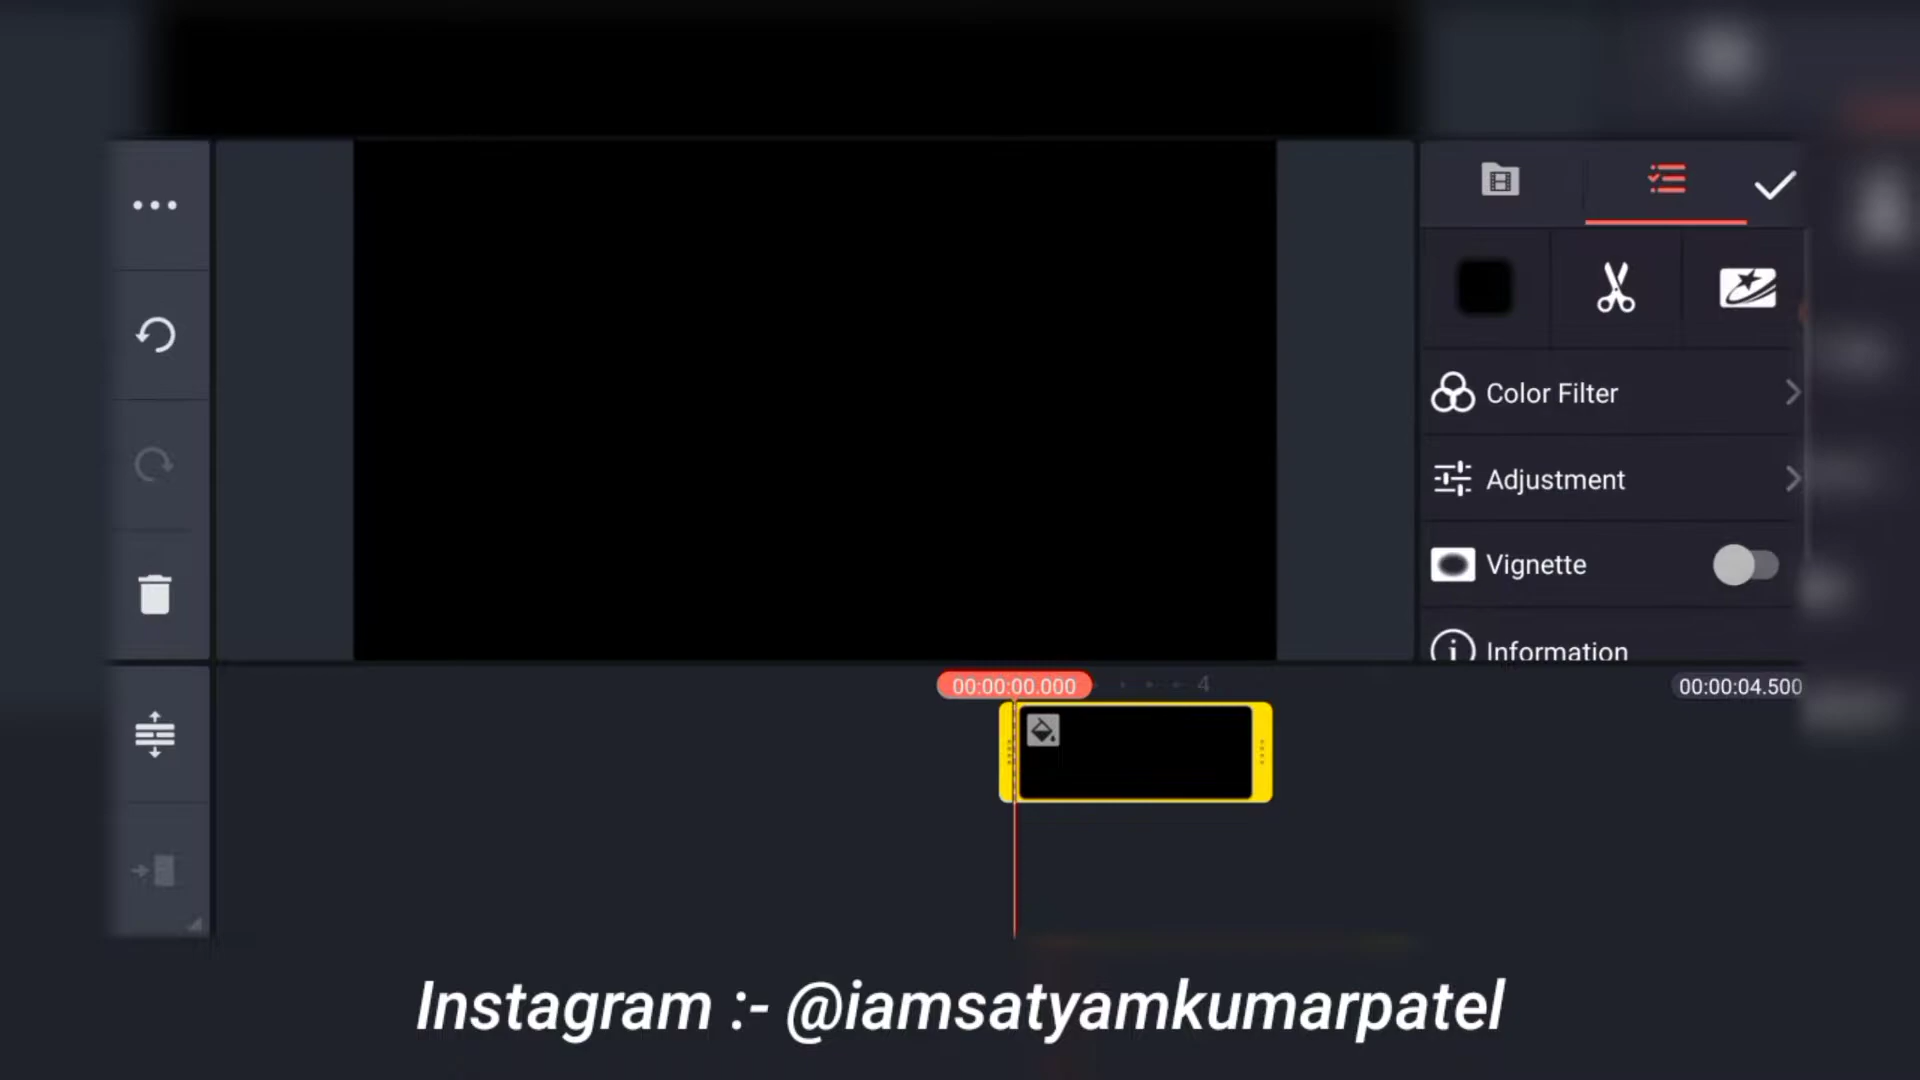 Color Filter
Adjustment
Vignette
Information
00:00:00.000
4
00:00:04.500
Instagram :- @iamsatyamkumarpatel